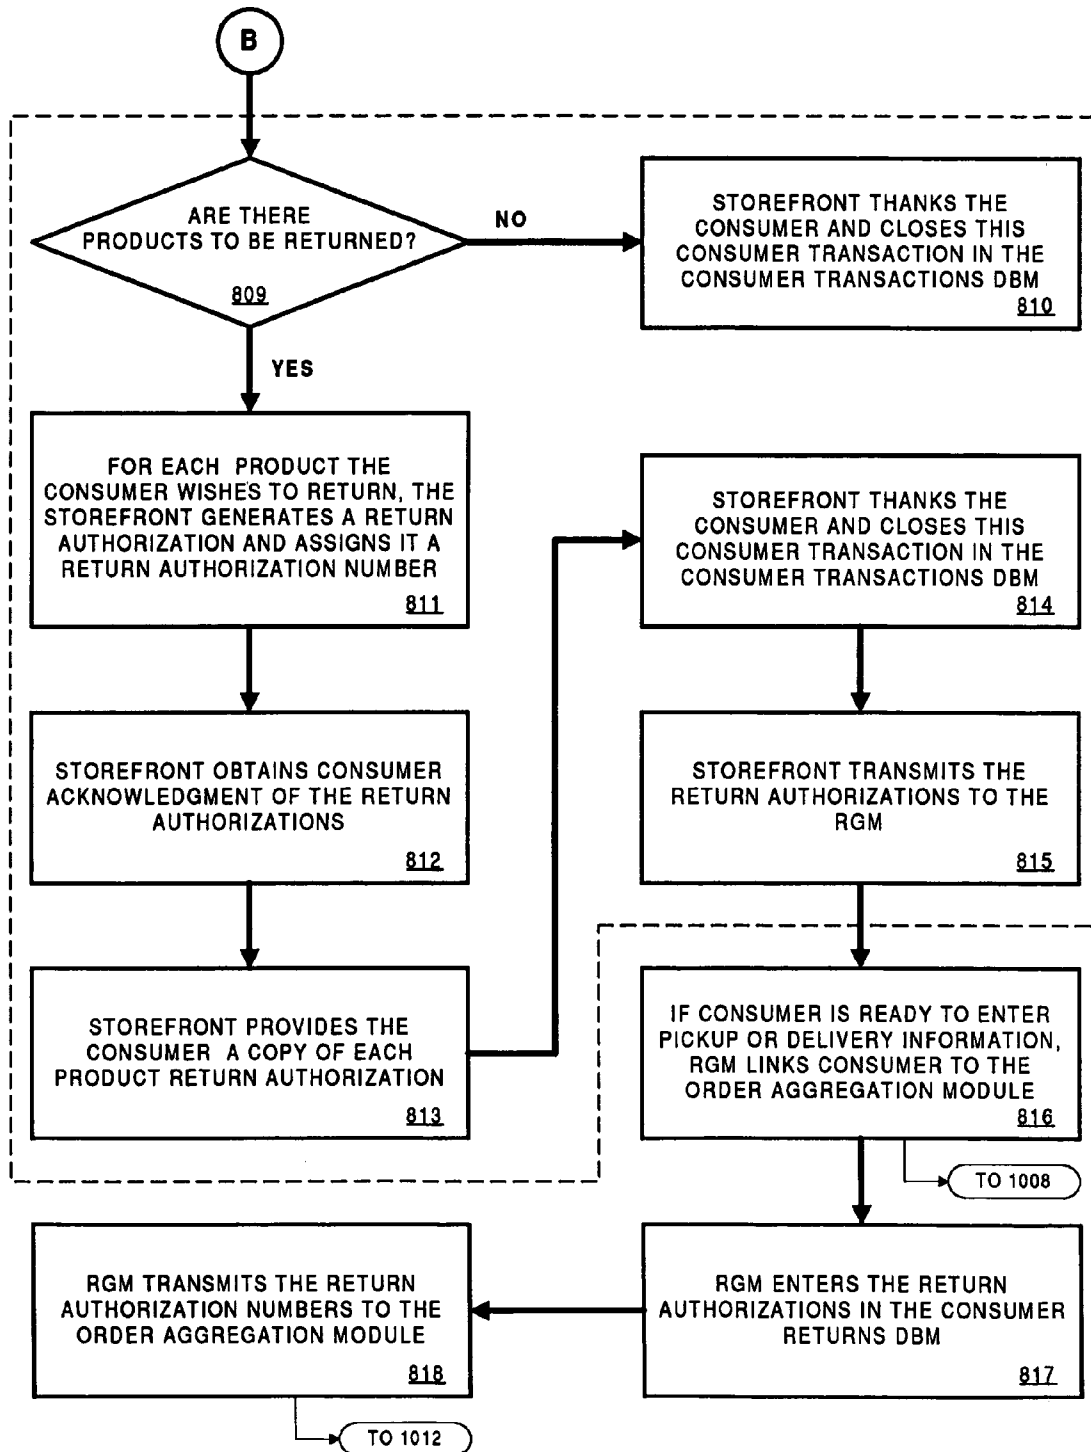 B
ARE THERE
PRODUCTS TO BE RETURNED?
809
NO
STOREFRONT THANKS THE
CONSUMER AND CLOSES THIS
CONSUMER TRANSACTION IN THE
CONSUMER TRANSACTIONS DBM
810
YES
FOR EACH PRODUCT THE
CONSUMER WISHES TO RETURN, THE
STOREFRONT GENERATES A RETURN
AUTHORIZATION AND ASSIGNS IT A
RETURN AUTHORIZATION NUMBER
811
STOREFRONT OBTAINS CONSUMER
ACKNOWLEDGMENT OF THE RETURN
AUTHORIZATIONS
812
STOREFRONT PROVIDES THE
CONSUMER A COPY OF EACH
PRODUCT RETURN AUTHORIZATION
813
STOREFRONT THANKS THE
CONSUMER AND CLOSES THIS
CONSUMER TRANSACTION IN THE
CONSUMER TRANSACTIONS DBM
814
STOREFRONT TRANSMITS THE
RETURN AUTHORIZATIONS TO THE
RGM
815
IF CONSUMER IS READY TO ENTER
PICKUP OR DELIVERY INFORMATION,
RGM LINKS CONSUMER TO THE
ORDER AGGREGATION MODULE
816
TO 1008
RGM ENTERS THE RETURN
AUTHORIZATIONS IN THE CONSUMER
RETURNS DBM
817
RGM TRANSMITS THE RETURN
AUTHORIZATION NUMBERS TO THE
ORDER AGGREGATION MODULE
818
TO 1012